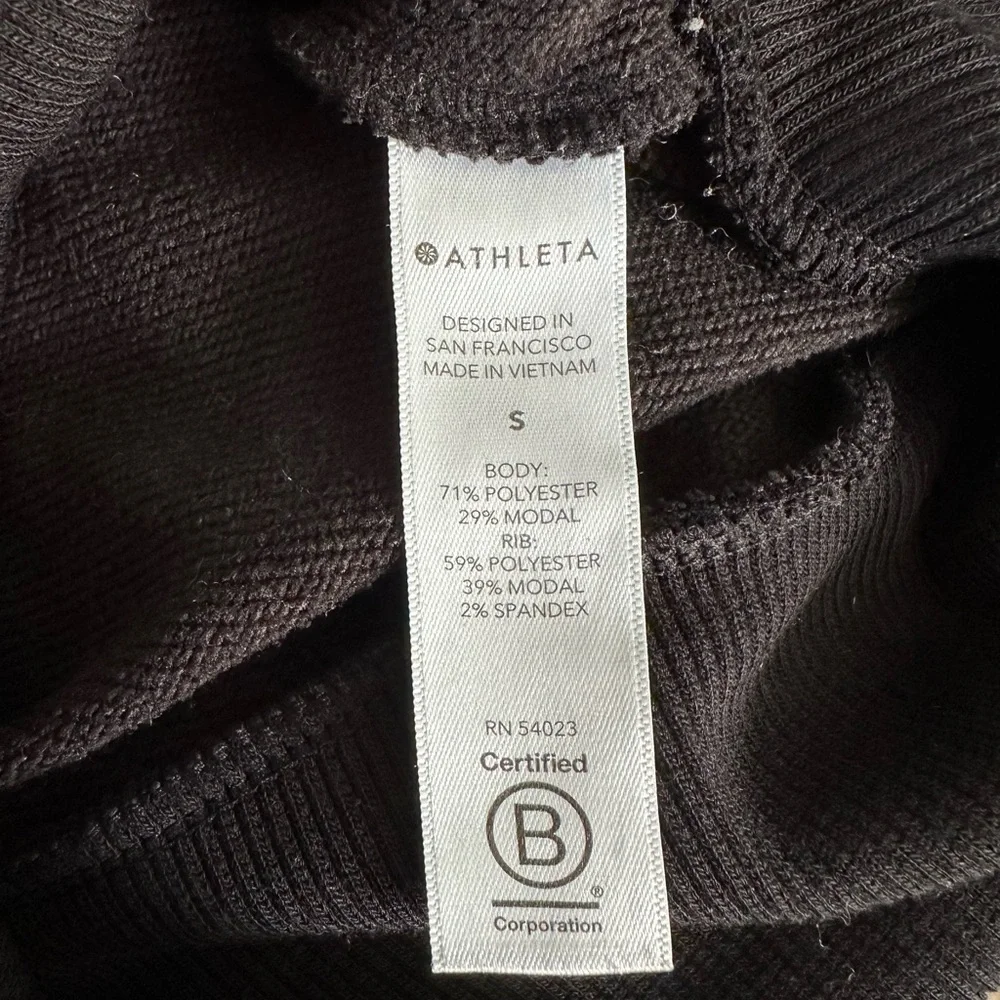 ATHLETA
DESIGNED IN
SAN FRANCISCO
MADE IN VIETNAM
S
BODY:
71% POLYESTER
29% MODAL
RIB:
59% POLYESTER
39% MODAL
2% SPANDEX
RN 54023
Certified
B
®
Corporation